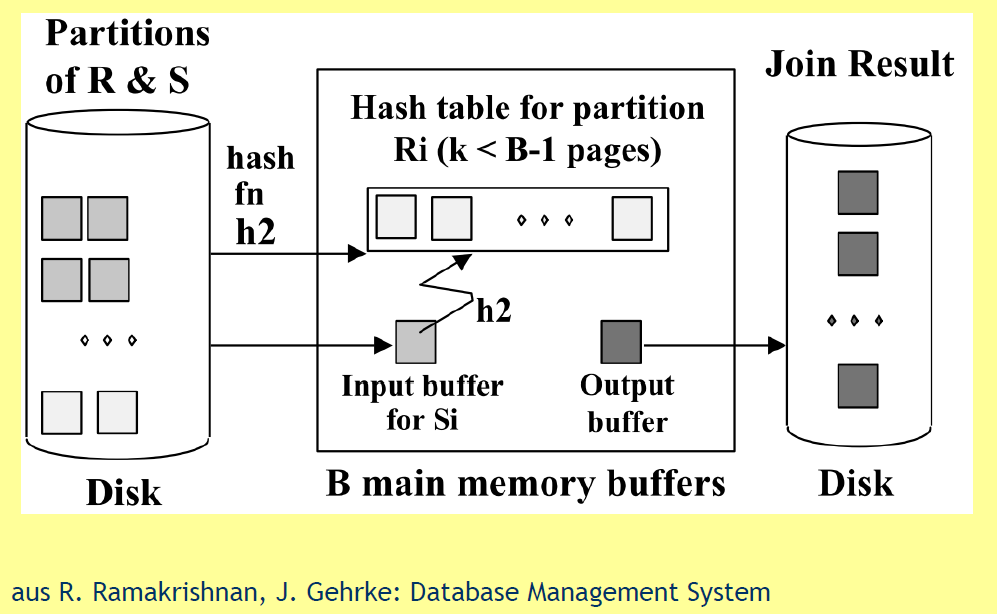 Partitions
of R & S
Join Result
Hash table for partition
Ri (k < B-1 pages)
hash
fn
h2
h2
Input buffer
for Si
Output
buffer
Disk
B main memory buffers
Disk
aus R. Ramakrishnan, J. Gehrke: Database Management System